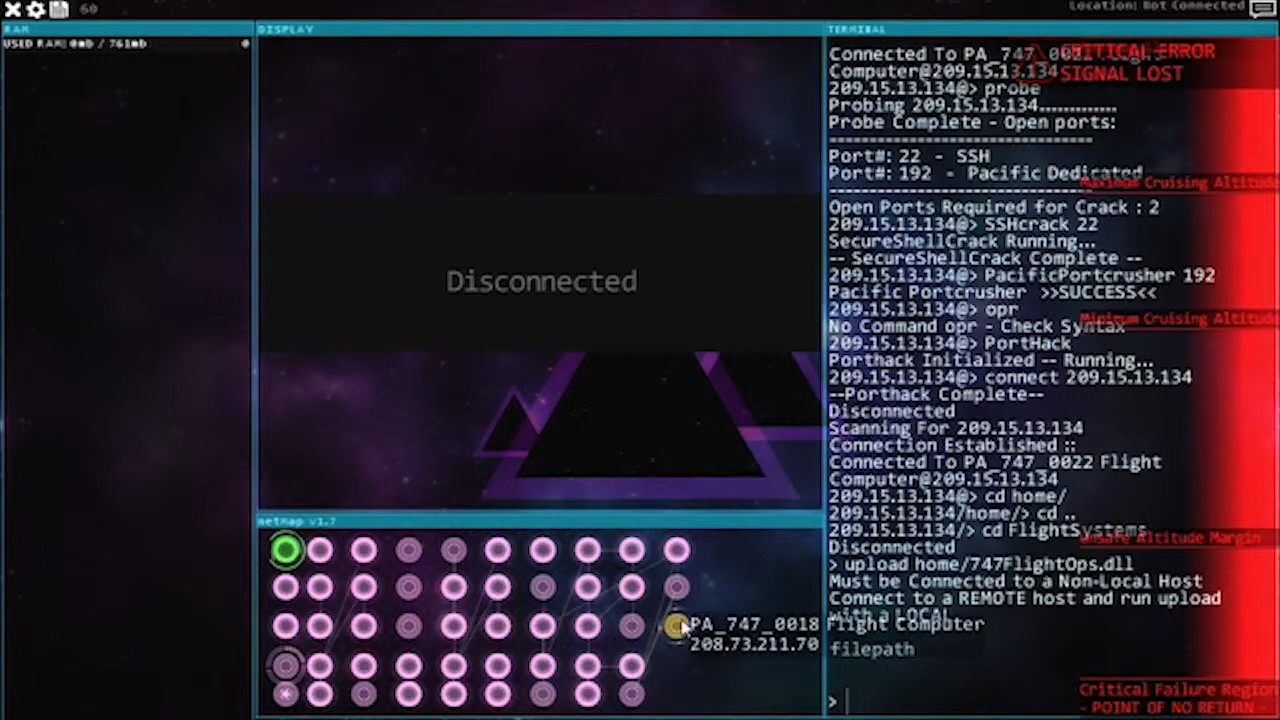 60
Location: Not Connected
RAM
USED RAM: 0mb / 761mb
0
DISPLAY
Disconnected
netmap v1.7
PA_747_0018 Flight Computer
208.73.211.70
TERMINAL
Connected To PA_747_0022 Flight
Computer@209.15.13.134
209.15.13.134@> probe
Probing 209.15.13.134.............
Probe Complete - Open ports:
---------------------------------
Port#: 22 - SSH
Port#: 192 - Pacific Dedicated
---------------------------------
Open Ports Required for Crack : 2
209.15.13.134@> SSHcrack 22
SecureShellCrack Running...
-- SecureShellCrack Complete --
209.15.13.134@> PacificPortcrusher 192
Pacific Portcrusher >>SUCCESS<<
209.15.13.134@> opr
No Command opr - Check Syntax
209.15.13.134@> PortHack
Porthack Initialized -- Running...
209.15.13.134@> connect 209.15.13.134
--Porthack Complete--
Disconnected
Scanning For 209.15.13.134
Connection Established ::
Connected To PA_747_0022 Flight
Computer@209.15.13.134
209.15.13.134@> cd home/
209.15.13.134/home/> cd ..
209.15.13.134/> cd FlightSystems
Disconnected
> upload home/747FlightOps.dll
Must be Connected to a Non-Local Host
Connect to a REMOTE host and run upload
with a LOCAL
filepath
>
CRITICAL ERROR
SIGNAL LOST
Maximum Cruising Altitude
Minimum Cruising Altitude
Unsafe Altitude Margin
Critical Failure Region
- POINT OF NO RETURN -